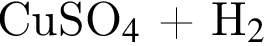 CuSO₄ + H₂